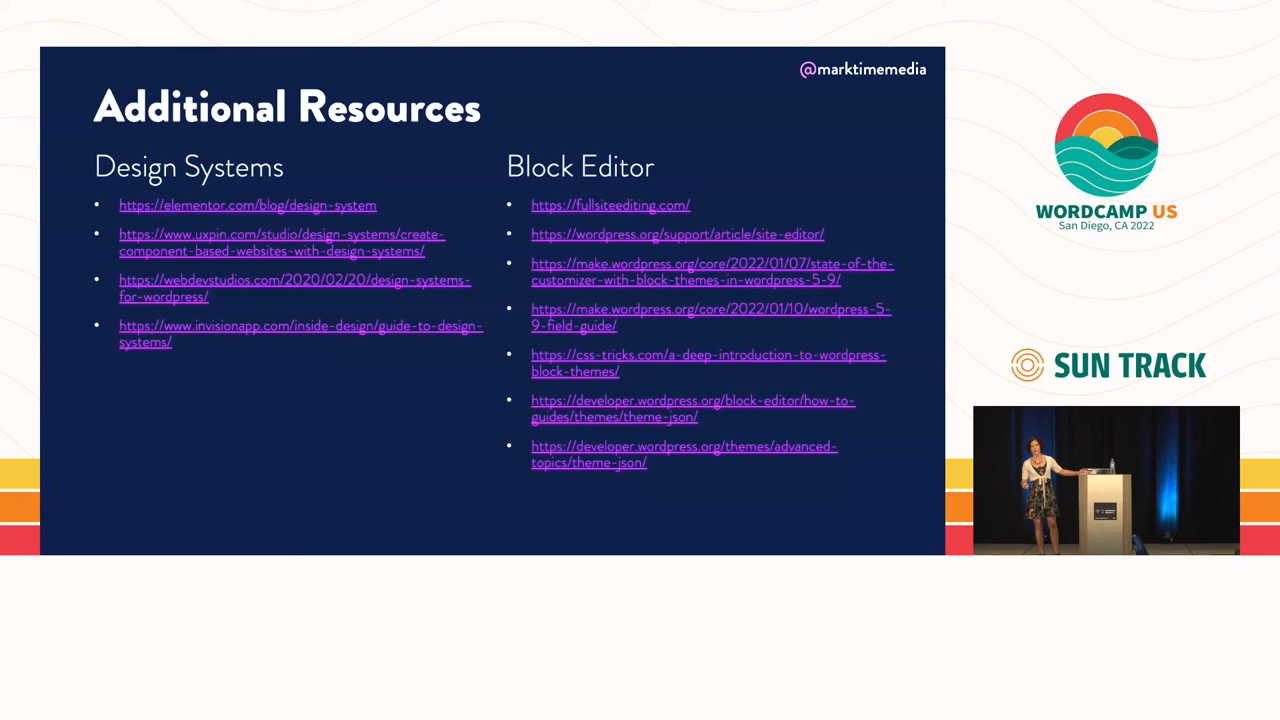 @marktimemedia
Additional Resources
Design Systems
• https://elementor.com/blog/design-system
• https://www.uxpin.com/studio/design-systems/create-
component-based-websites-with-design-systems/
• https://webdevstudios.com/2020/02/20/design-systems-
for-wordpress/
• https://www.invisionapp.com/inside-design/guide-to-design-
systems/
Block Editor
• https://fullsiteediting.com/
• https://wordpress.org/support/article/site-editor/
• https://make.wordpress.org/core/2022/01/07/state-of-the-
customizer-with-block-themes-in-wordpress-5-9/
• https://make.wordpress.org/core/2022/01/10/wordpress-5-
9-field-guide/
• https://css-tricks.com/a-deep-introduction-to-wordpress-
block-themes/
• https://developer.wordpress.org/block-editor/how-to-
guides/themes/theme-json/
• https://developer.wordpress.org/themes/advanced-
topics/theme-json/
WORDCAMP US
San Diego, CA 2022
SUN TRACK